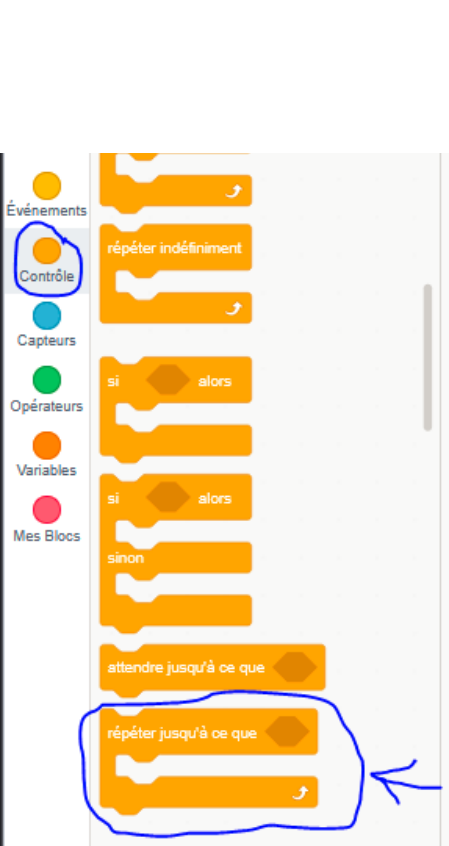 Événements
Contrôle
Capteurs
Opérateurs
Variables
Mes Blocs
répéter indéfiniment
si alors
si alors
sinon
attendre jusqu'à ce que
répéter jusqu'à ce que